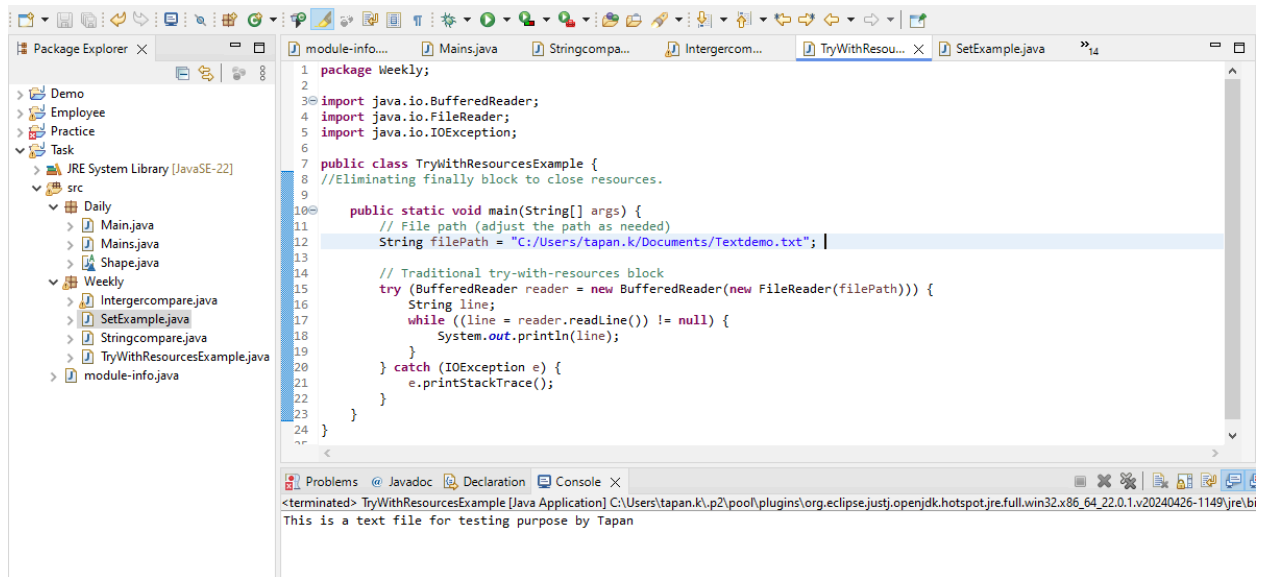 Package Explorer
Demo
Employee
Practice
Task
JRE System Library [JavaSE-22]
src
Daily
Main.java
Mains.java
Shape.java
Weekly
Intergercompare.java
SetExample.java
Stringcompare.java
TryWithResourcesExample.java
module-info.java
module-info.... Mains.java Stringcompa... Intergercom... TryWithResou... SetExample.java »14
1 package Weekly;
2
3 import java.io.BufferedReader;
4 import java.io.FileReader;
5 import java.io.IOException;
6
7 public class TryWithResourcesExample {
8 //Eliminating finally block to close resources.
9
10 public static void main(String[] args) {
11 // File path (adjust the path as needed)
12 String filePath = "C:/Users/tapan.k/Documents/Textdemo.txt";
13
14 // Traditional try-with-resources block
15 try (BufferedReader reader = new BufferedReader(new FileReader(filePath))) {
16 String line;
17 while ((line = reader.readLine()) != null) {
18 System.out.println(line);
19 }
20 } catch (IOException e) {
21 e.printStackTrace();
22 }
23 }
24 }
Problems @ Javadoc Declaration Console
<terminated> TryWithResourcesExample [Java Application] C:\Users\tapan.k\.p2\pool\plugins\org.eclipse.justj.openjdk.hotspot.jre.full.win32.x86_64_22.0.1.v20240426-1149\jre\bi
This is a text file for testing purpose by Tapan